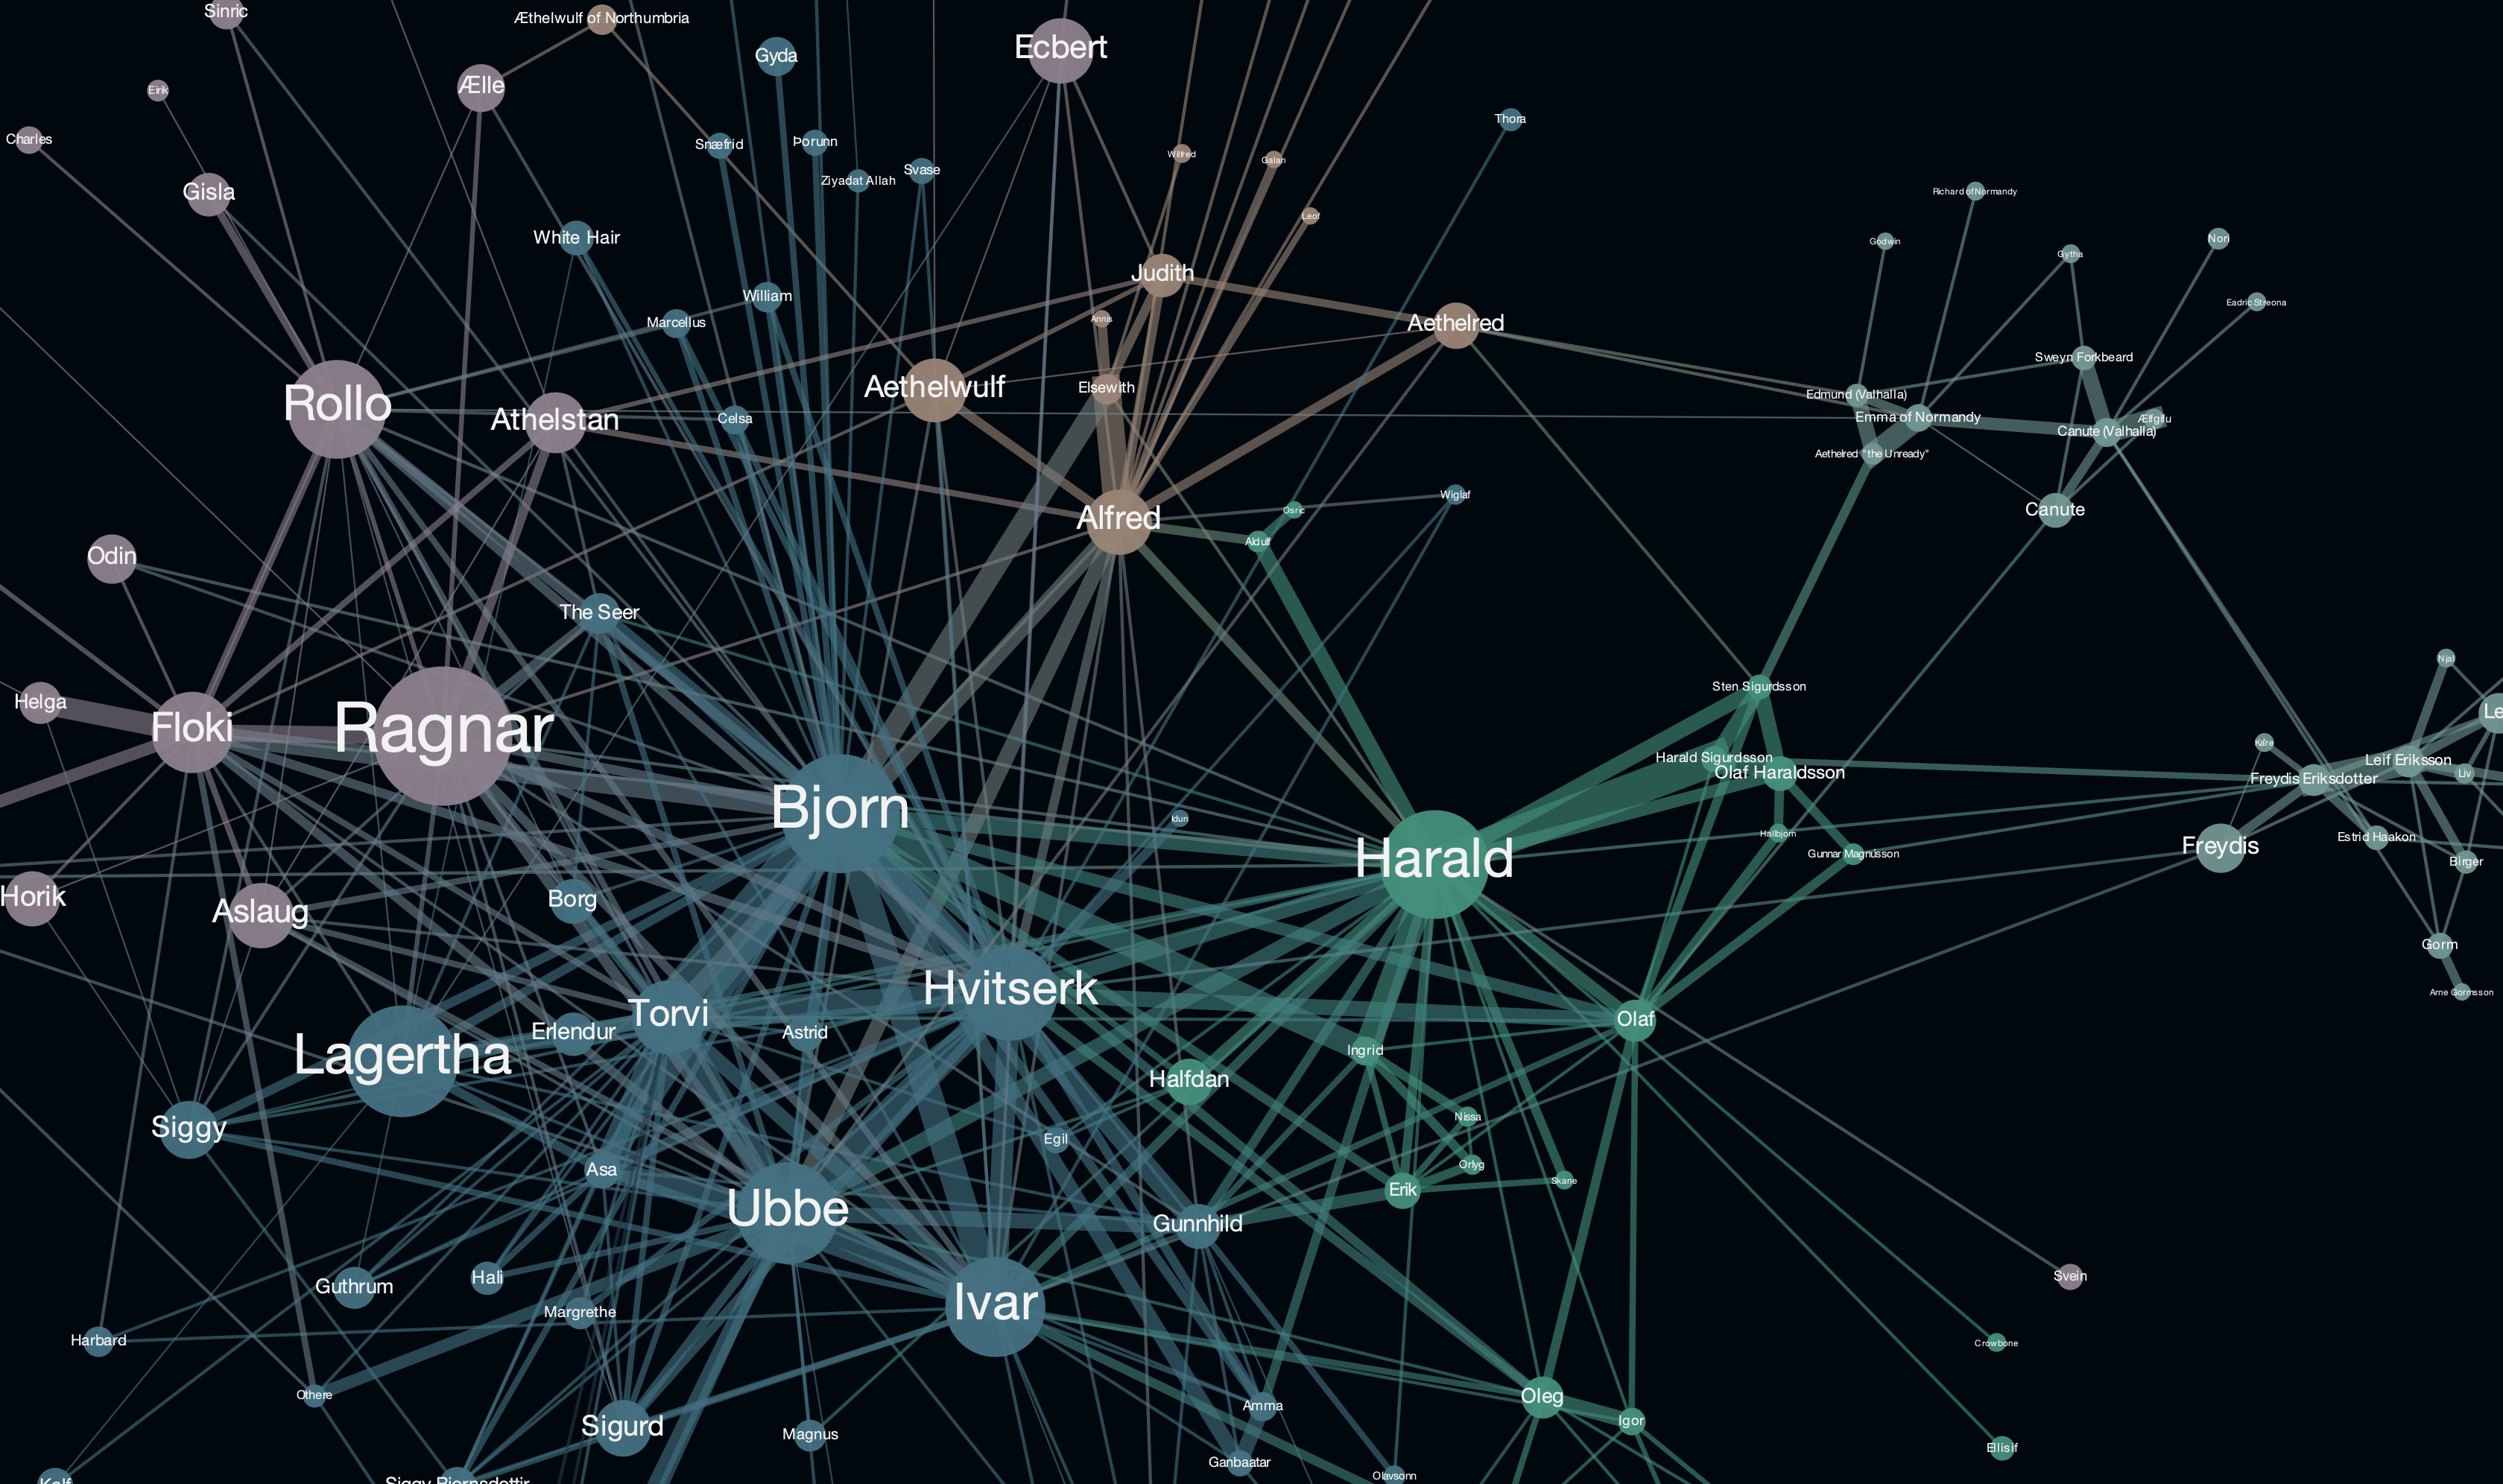 Sinric
Æthelwulf of Northumbria
Ecbert
Gyda
Ælle
Eirik
Thora
Charles
Snæfrid
Þorunn
Wilfred
Galan
Svase
Ziyadat Allah
Gisla
Richard of Normandy
Leof
White Hair
Godwin
Nori
Gytha
Judith
William
Eadric Streona
Marcellus
Annis
Aethelred
Sweyn Forkbeard
Aethelwulf
Elsewith
Edmund (Valhalla)
Rollo
Athelstan
Celsa
Emma of Normandy
Ælfgifu
Canute (Valhalla)
Aethelred "the Unready"
Wiglaf
Osric
Canute
Alfred
Aldulf
Odin
The Seer
Njal
Sten Sigurdsson
Helga
Le
Floki
Ragnar
Kåre
Harald Sigurdsson
Leif Eriksson
Olaf Haraldsson
Liv
Freydis Eriksdotter
Bjorn
Idun
Hallbjorn
Estrid Haakon
Freydis
Gunnar Magnússon
Harald
Birger
Horik
Borg
Aslaug
Gorm
Hvitserk
Arne Gormsson
Torvi
Olaf
Erlendur
Astrid
Lagertha
Ingrid
Halfdan
Nissa
Siggy
Egil
Orlyg
Asa
Skane
Erik
Ubbe
Gunnhild
Svein
Hali
Guthrum
Ivar
Margrethe
Harbard
Crowbone
Othere
Oleg
Amma
Igor
Sigurd
Magnus
Ellisif
Ganbaatar
Olavsonn
Kalf
Siggy Bjornsdottir